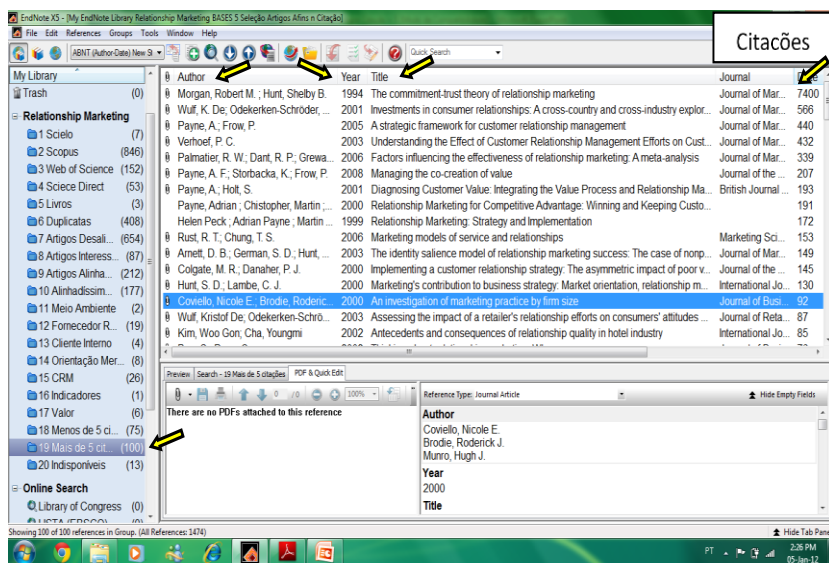 EndNote X5 - [My EndNote Library Relationship Marketing BASES 5 Seleção Artigos Afins n Citação]
File Edit References Groups Tools Window Help
ABNT (Author-Date) New St
Quick Search
Citacões
My Library
Trash (0)
Relationship Marketing
1 Scielo (7)
2 Scopus (846)
3 Web of Science (152)
4 Sciece Direct (53)
5 Livros (3)
6 Duplicatas (408)
7 Artigos Desali... (654)
8 Artigos Interess... (87)
9 Artigos Alinha... (212)
10 Alinhadissim... (177)
11 Meio Ambiente (2)
12 Fornecedor R... (19)
13 Cliente Interno (4)
14 Orientação Mer... (8)
15 CRM (26)
16 Indicadores (1)
17 Valor (6)
18 Menos de 5 ci... (75)
19 Mais de 5 cit... (100)
20 Indisponíveis (13)
Online Search
Library of Congress (0)
Author Year Title Journal
Morgan, Robert M. ; Hunt, Shelby B. 1994 The commitment-trust theory of relationship marketing Journal of Mar... 7400
Wulf, K. De; Odekerken-Schröder, ... 2001 Investments in consumer relationships: A cross-country and cross-industry explor... Journal of Mar... 566
Payne, A.; Frow, P. 2005 A strategic framework for customer relationship management Journal of Mar... 440
Verhoef, P. C. 2003 Understanding the Effect of Customer Relationship Management Efforts on Cust... Journal of Mar... 432
Palmatier, R. W.; Dant, R. P.; Grewa... 2006 Factors influencing the effectiveness of relationship marketing: A meta-analysis Journal of Mar... 339
Payne, A. F.; Storbacka, K.; Frow, P. 2008 Managing the co-creation of value Journal of the ... 207
Payne, A.; Holt, S. 2001 Diagnosing Customer Value: Integrating the Value Process and Relationship Ma... British Journal ... 193
Payne, Adrian ; Chistopher, Martin ;... 2000 Relationship Marketing for Competitive Advantage: Winning and Keeping Custo... 191
Helen Peck ; Adrian Payne ; Martin ... 1999 Relationship Marketing: Strategy and Implementation 172
Rust, R. T.; Chung, T. S. 2006 Marketing models of service and relationships Marketing Sci... 153
Arnett, D. B.; German, S. D.; Hunt, ... 2003 The identity salience model of relationship marketing success: The case of nonp... Journal of Mar... 149
Colgate, M. R.; Danaher, P. J. 2000 Implementing a customer relationship strategy: The asymmetric impact of poor v... Journal of the ... 145
Hunt, S. D.; Lambe, C. J. 2000 Marketing's contribution to business strategy: Market orientation, relationship m... International Jo... 130
Coviello, Nicole E.; Brodie, Roderic... 2000 An investigation of marketing practice by firm size Journal of Busi... 92
Wulf, Kristof De; Odekerken-Schrö... 2003 Assessing the impact of a retailer's relationship efforts on consumers' attitudes ... Journal of Reta... 87
Kim, Woo Gon; Cha, Youngmi 2002 Antecedents and consequences of relationship quality in hotel industry International Jo... 85
Preview Search - 19 Mais de 5 citações PDF & Quick Edit
0 /0 100%
There are no PDFs attached to this reference
Reference Type: Journal Article Hide Empty Fields
Author
Coviello, Nicole E.
Brodie, Roderick J.
Munro, Hugh J.
Year
2000
Title
Showing 100 of 100 references in Group. (All References: 1474)
Hide Tab Pane
PT
2:26 PM
05-Jan-12